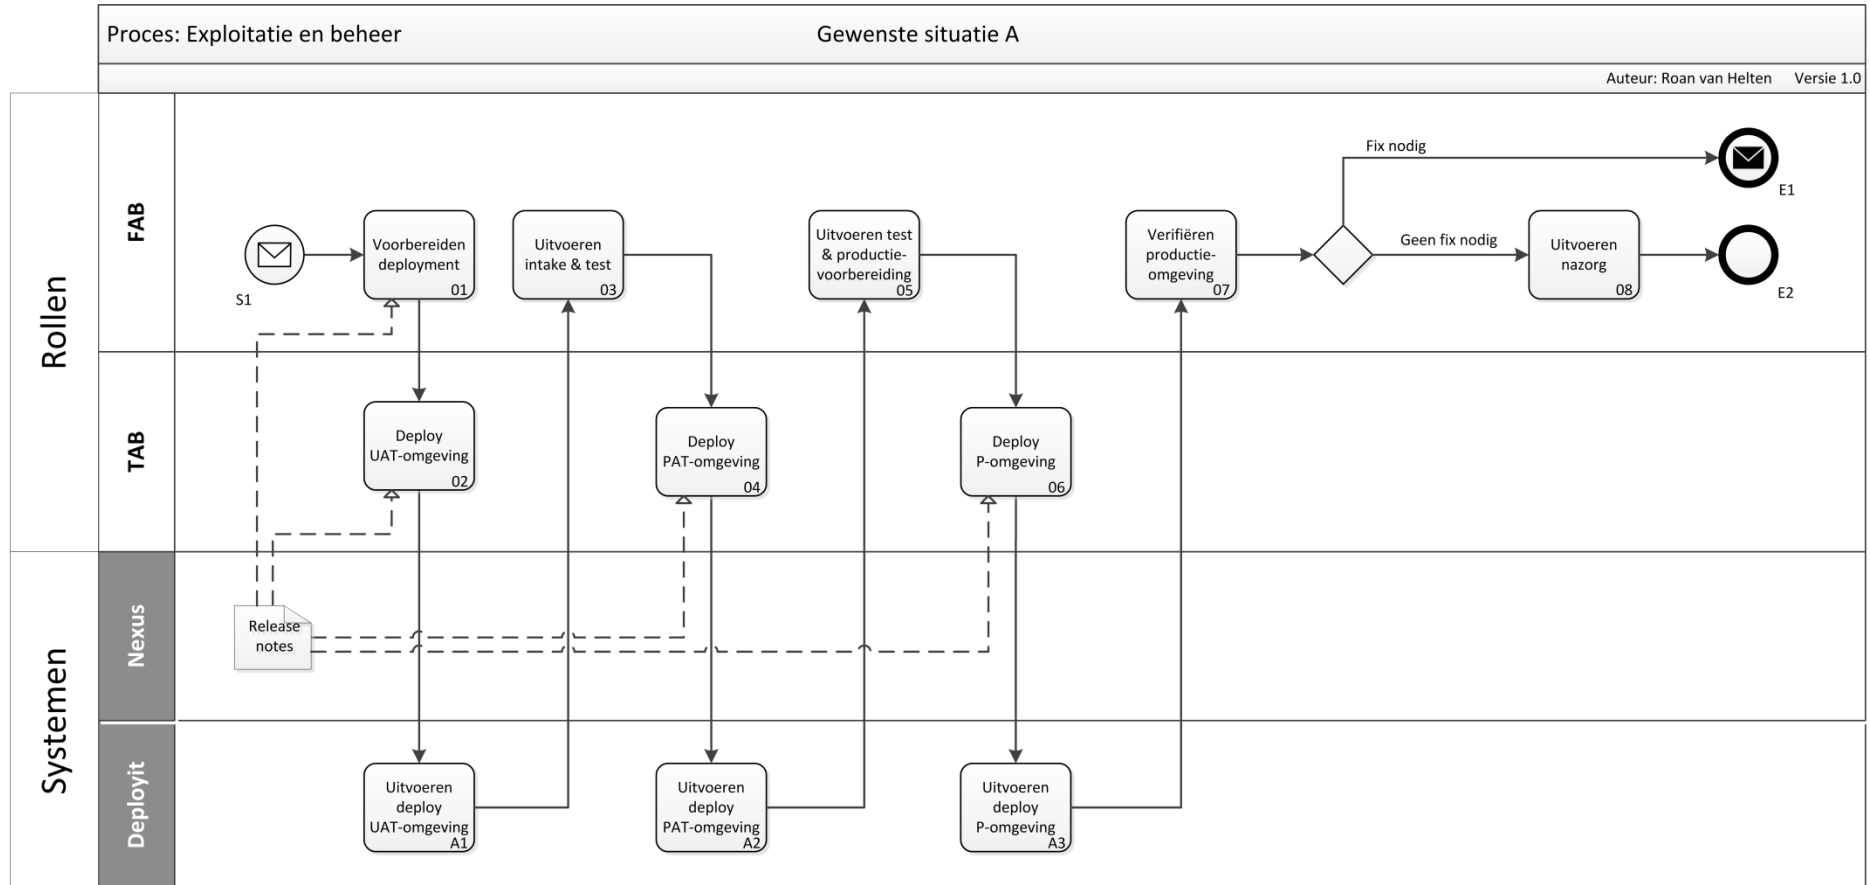 Proces: Exploitatie en beheer
Gewenste situatie A
Auteur: Roan van Helten
Versie 1.0
Rollen
FAB
S1
Voorbereiden
deployment
01
Uitvoeren
intake & test
03
Uitvoeren test
& productie-
voorbereiding
05
Verifiëren
productie-
omgeving
07
Fix nodig
Geen fix nodig
Uitvoeren
nazorg
08
E1
E2
TAB
Deploy
UAT-omgeving
02
Deploy
PAT-omgeving
04
Deploy
P-omgeving
06
Systemen
Nexus
Release
notes
Deployit
Uitvoeren
deploy
UAT-omgeving
A1
Uitvoeren
deploy
PAT-omgeving
A2
Uitvoeren
deploy
P-omgeving
A3